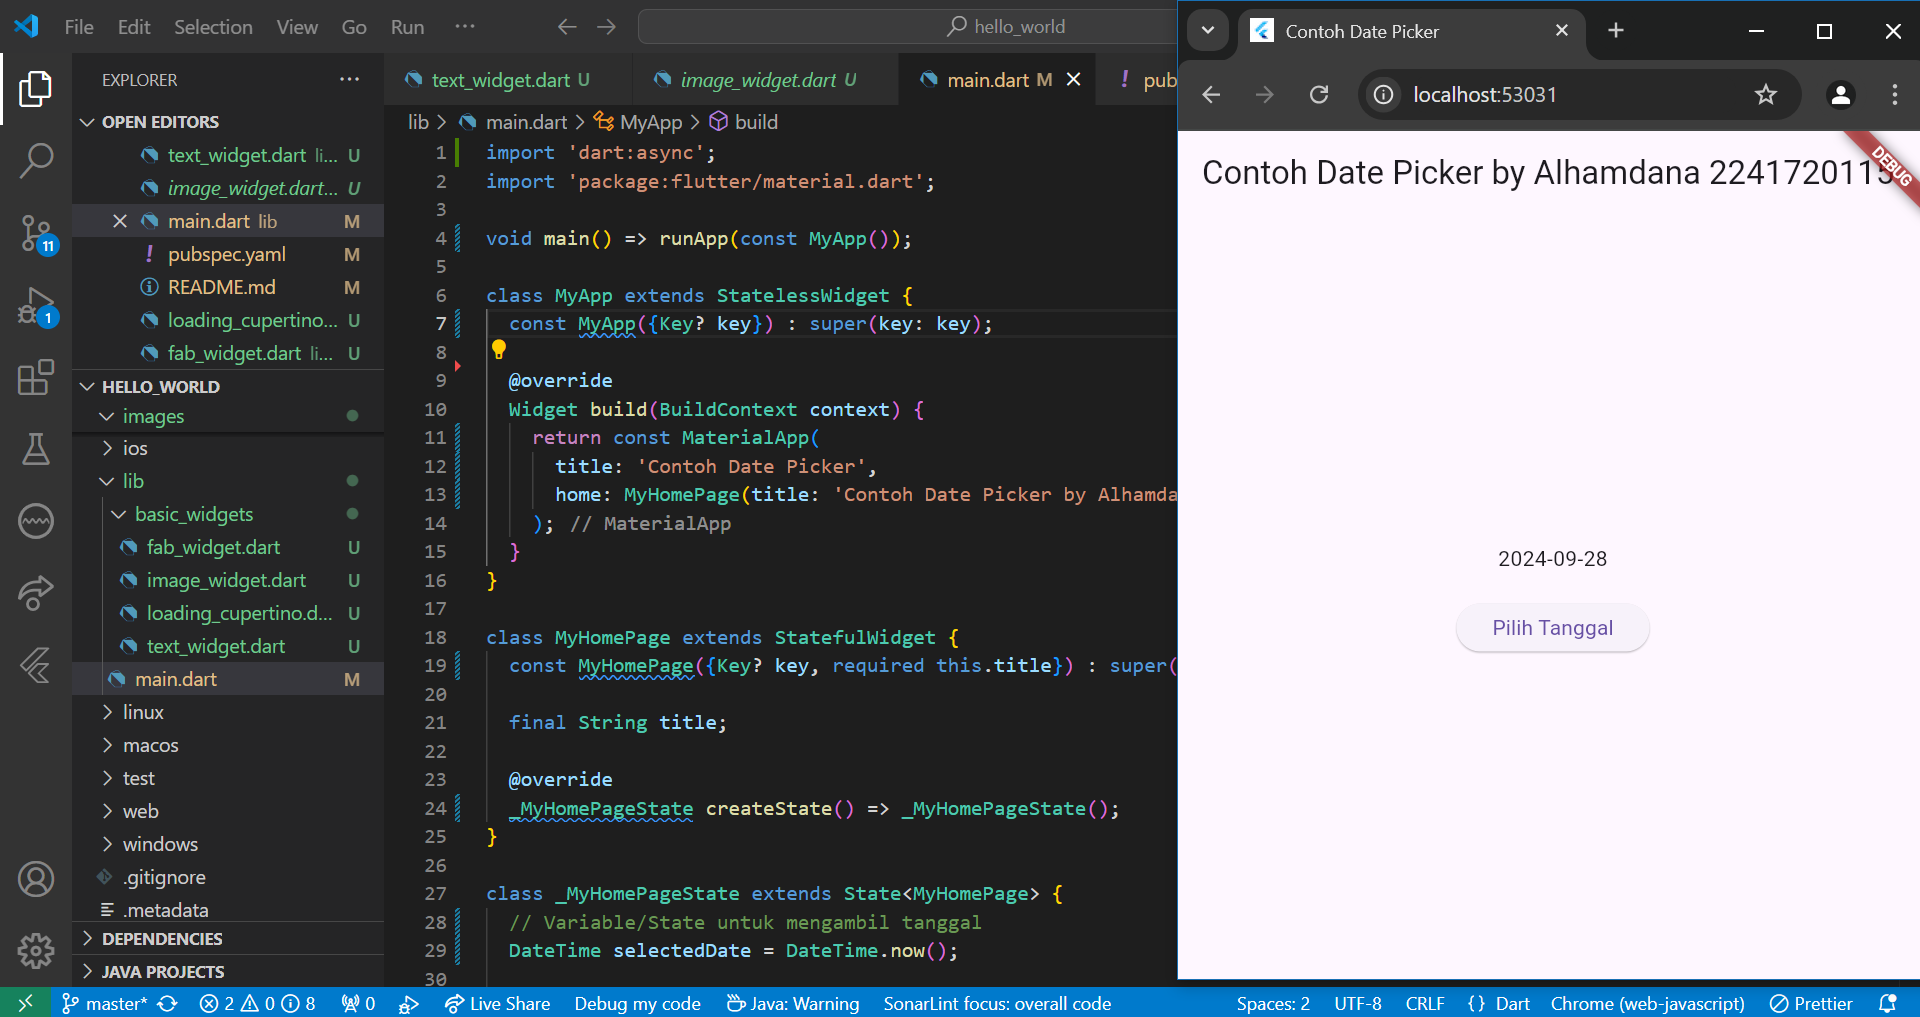 File Edit Selection View Go Run ···
hello_world
EXPLORER ···
OPEN EDITORS
text_widget.dart li... U
image_widget.dart... U
main.dart lib M
! pubspec.yaml M
README.md M
loading_cupertino... U
fab_widget.dart li... U
HELLO_WORLD
images
ios
lib
basic_widgets
fab_widget.dart U
image_widget.dart U
loading_cupertino.d... U
text_widget.dart U
main.dart M
linux
macos
test
web
windows
.gitignore
.metadata
DEPENDENCIES
JAVA PROJECTS
11
1
text_widget.dart U
image_widget.dart U
main.dart M
! pub
lib > main.dart > MyApp > build
1 import 'dart:async';
2 import 'package:flutter/material.dart';
3
4 void main() => runApp(const MyApp());
5
6 class MyApp extends StatelessWidget {
7 const MyApp({Key? key}) : super(key: key);
8
9 @override
10 Widget build(BuildContext context) {
11 return const MaterialApp(
12 title: 'Contoh Date Picker',
13 home: MyHomePage(title: 'Contoh Date Picker by Alhamda
14 ); // MaterialApp
15 }
16 }
17
18 class MyHomePage extends StatefulWidget {
19 const MyHomePage({Key? key, required this.title}) : super(
20
21 final String title;
22
23 @override
24 _MyHomePageState createState() => _MyHomePageState();
25 }
26
27 class _MyHomePageState extends State<MyHomePage> {
28 // Variable/State untuk mengambil tanggal
29 DateTime selectedDate = DateTime.now();
30
Contoh Date Picker
localhost:53031
Contoh Date Picker by Alhamdana 2241720115
DEBUG
2024-09-28
Pilih Tanggal
master* 2 0 8 0 Live Share Debug my code Java: Warning SonarLint focus: overall code Spaces: 2 UTF-8 CRLF {} Dart Chrome (web-javascript) Prettier